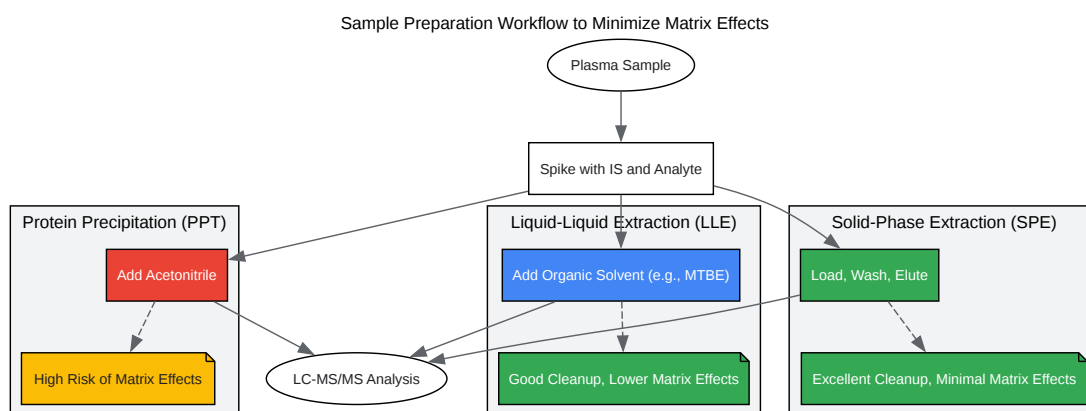 Sample Preparation Workflow to Minimize Matrix Effects
Plasma Sample
Spike with IS and Analyte
Protein Precipitation (PPT)
Liquid-Liquid Extraction (LLE)
Solid-Phase Extraction (SPE)
Add Acetonitrile
Add Organic Solvent (e.g., MTBE)
Load, Wash, Elute
High Risk of Matrix Effects
LC-MS/MS Analysis
Good Cleanup, Lower Matrix Effects
Excellent Cleanup, Minimal Matrix Effects